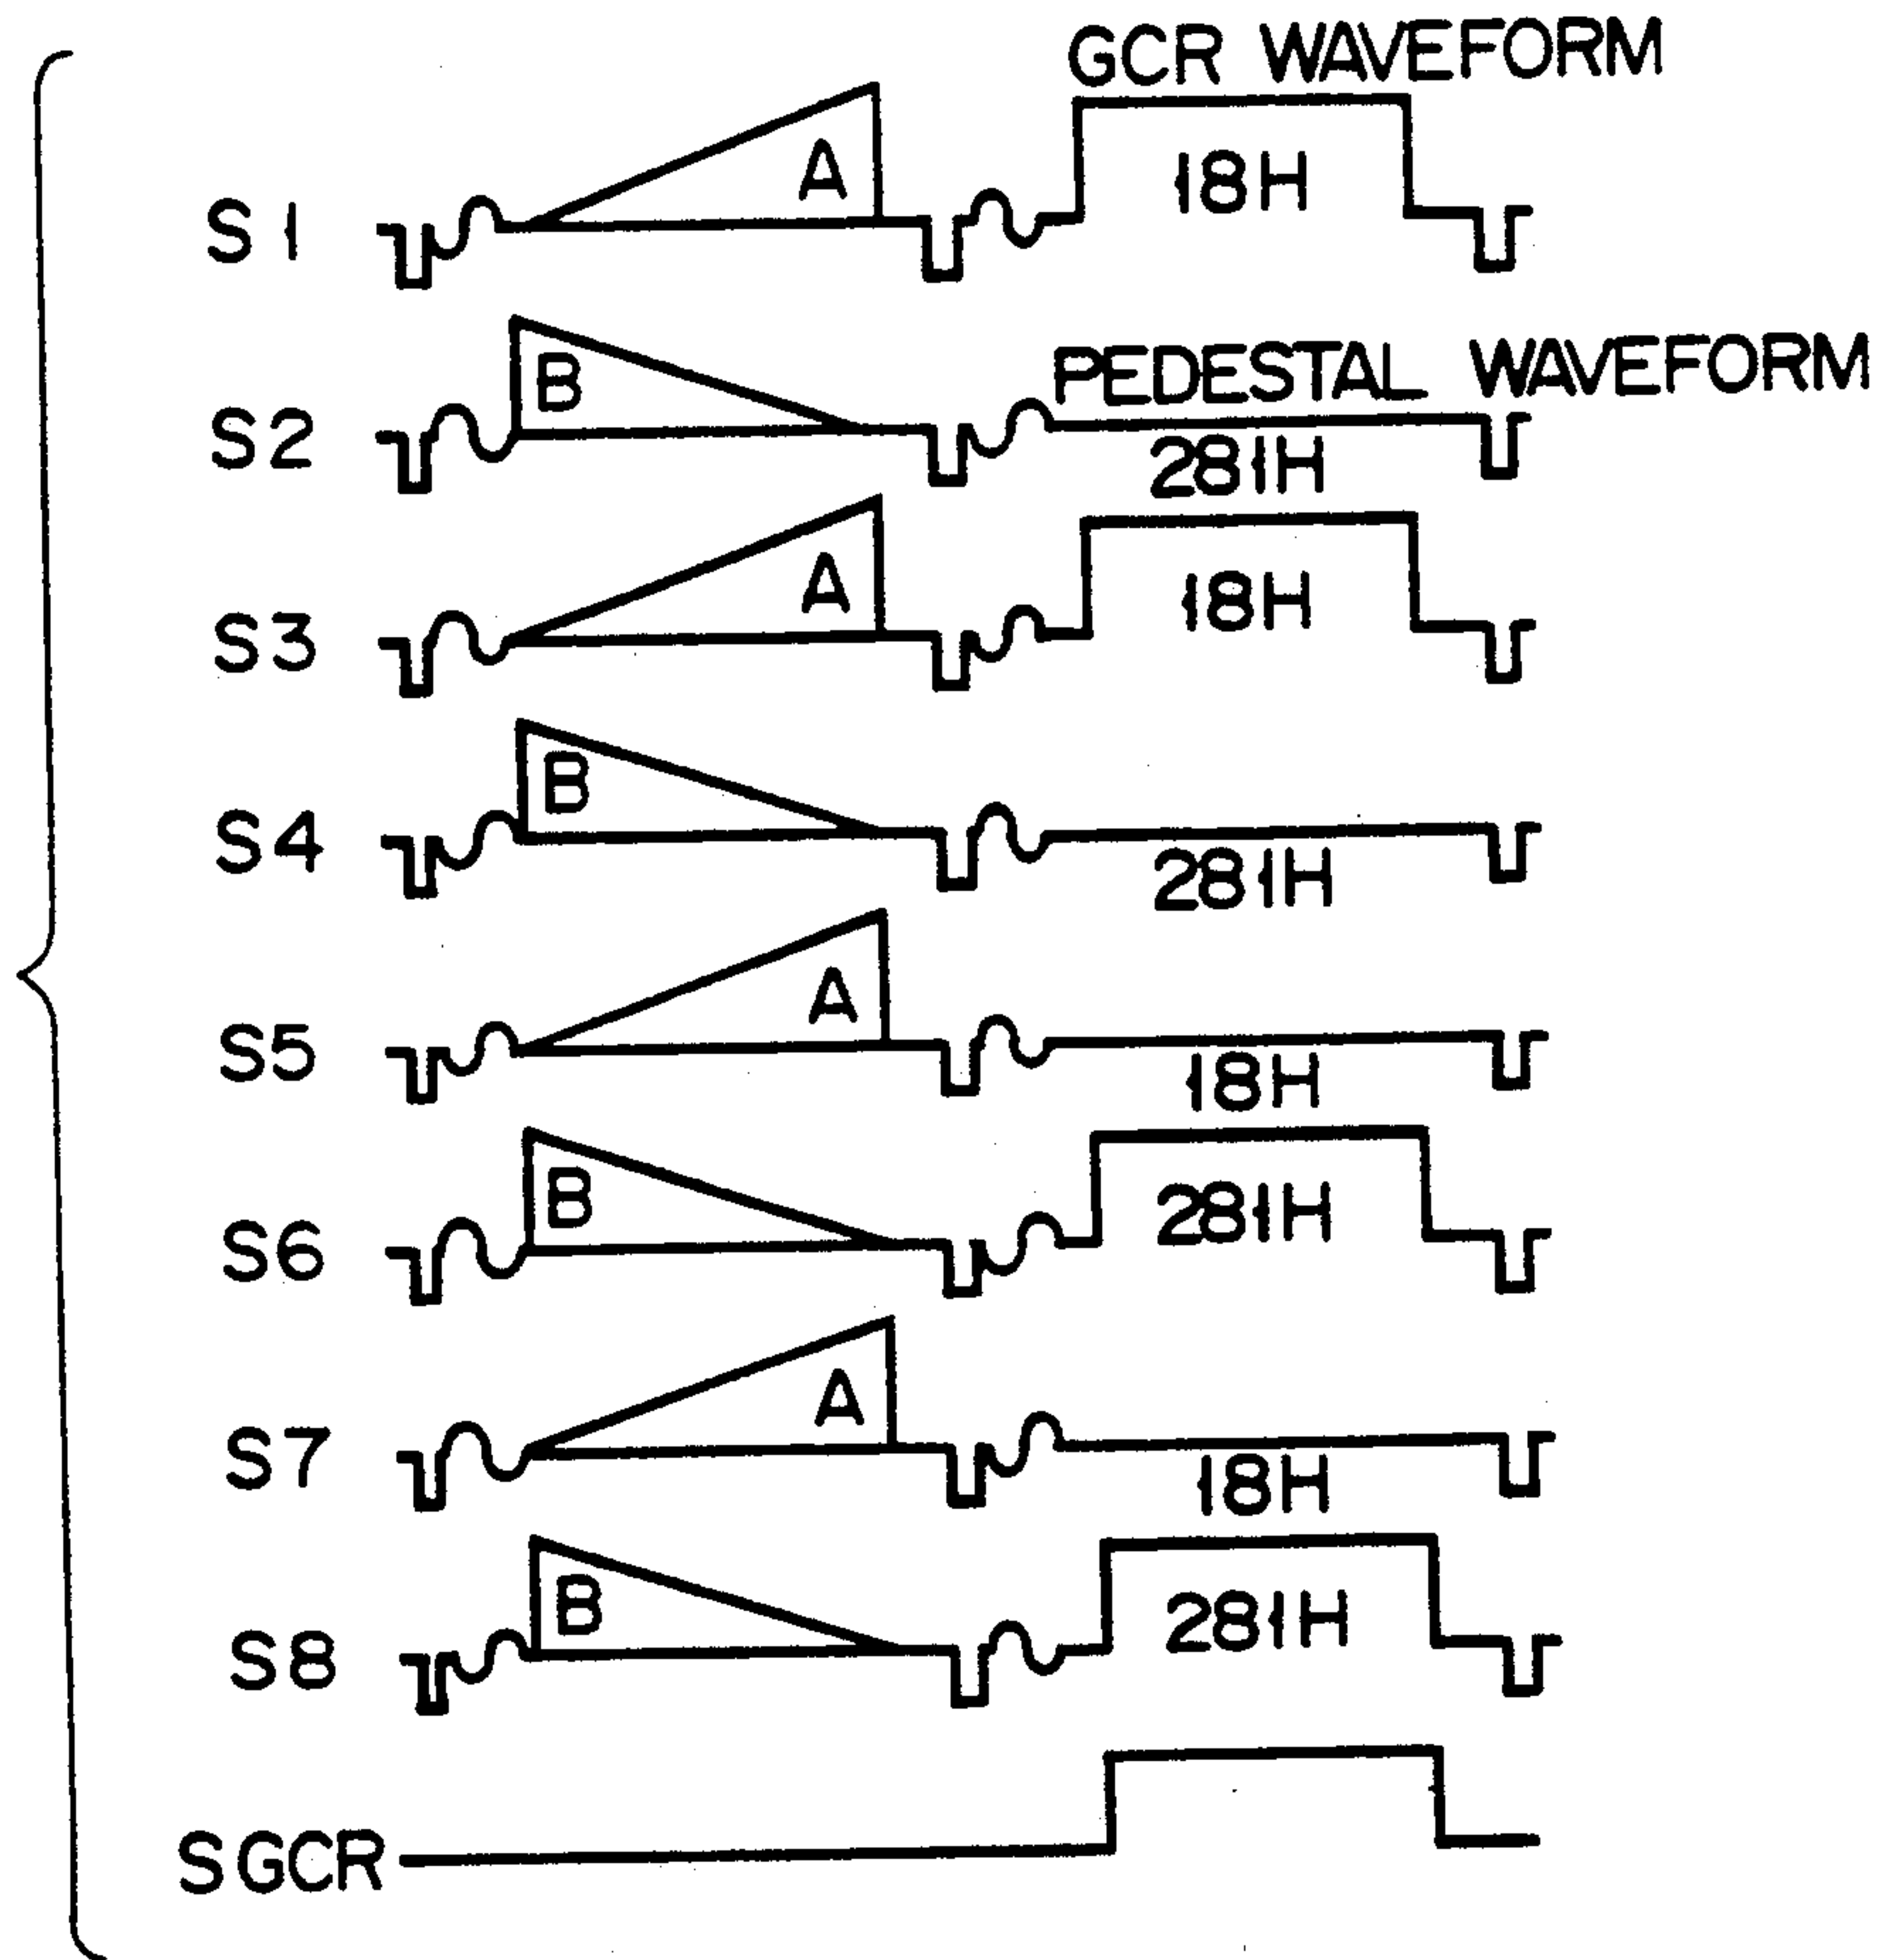 GCR WAVEFORM
A
18H
S1
PEDESTAL WAVEFORM
B
S2
281H
A
18H
S3
B
S4
281H
A
S5
18H
B
281H
S6
A
S7
18H
B
281H
S8
SGCR